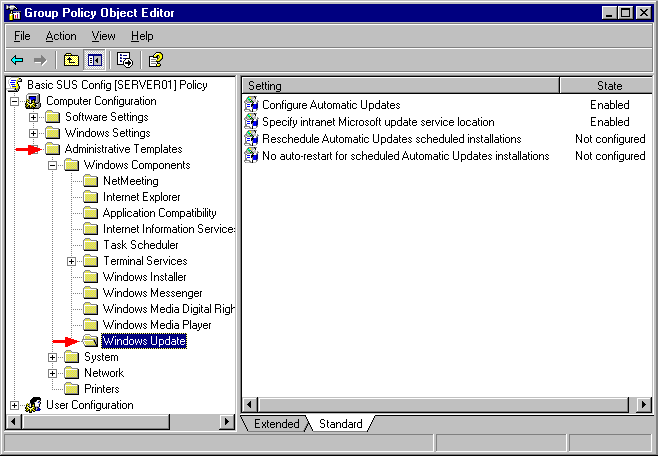 Group Policy Object Editor
File Action View Help
Basic SUS Config [SERVER01] Policy
Computer Configuration
Software Settings
Windows Settings
Administrative Templates
Windows Components
NetMeeting
Internet Explorer
Application Compatibility
Internet Information Service
Task Scheduler
Terminal Services
Windows Installer
Windows Messenger
Windows Media Digital Righ
Windows Media Player
Windows Update
System
Network
Printers
User Configuration
Setting State
Configure Automatic Updates Enabled
Specify intranet Microsoft update service location Enabled
Reschedule Automatic Updates scheduled installations Not configured
No auto-restart for scheduled Automatic Updates installations Not configured
Extended Standard